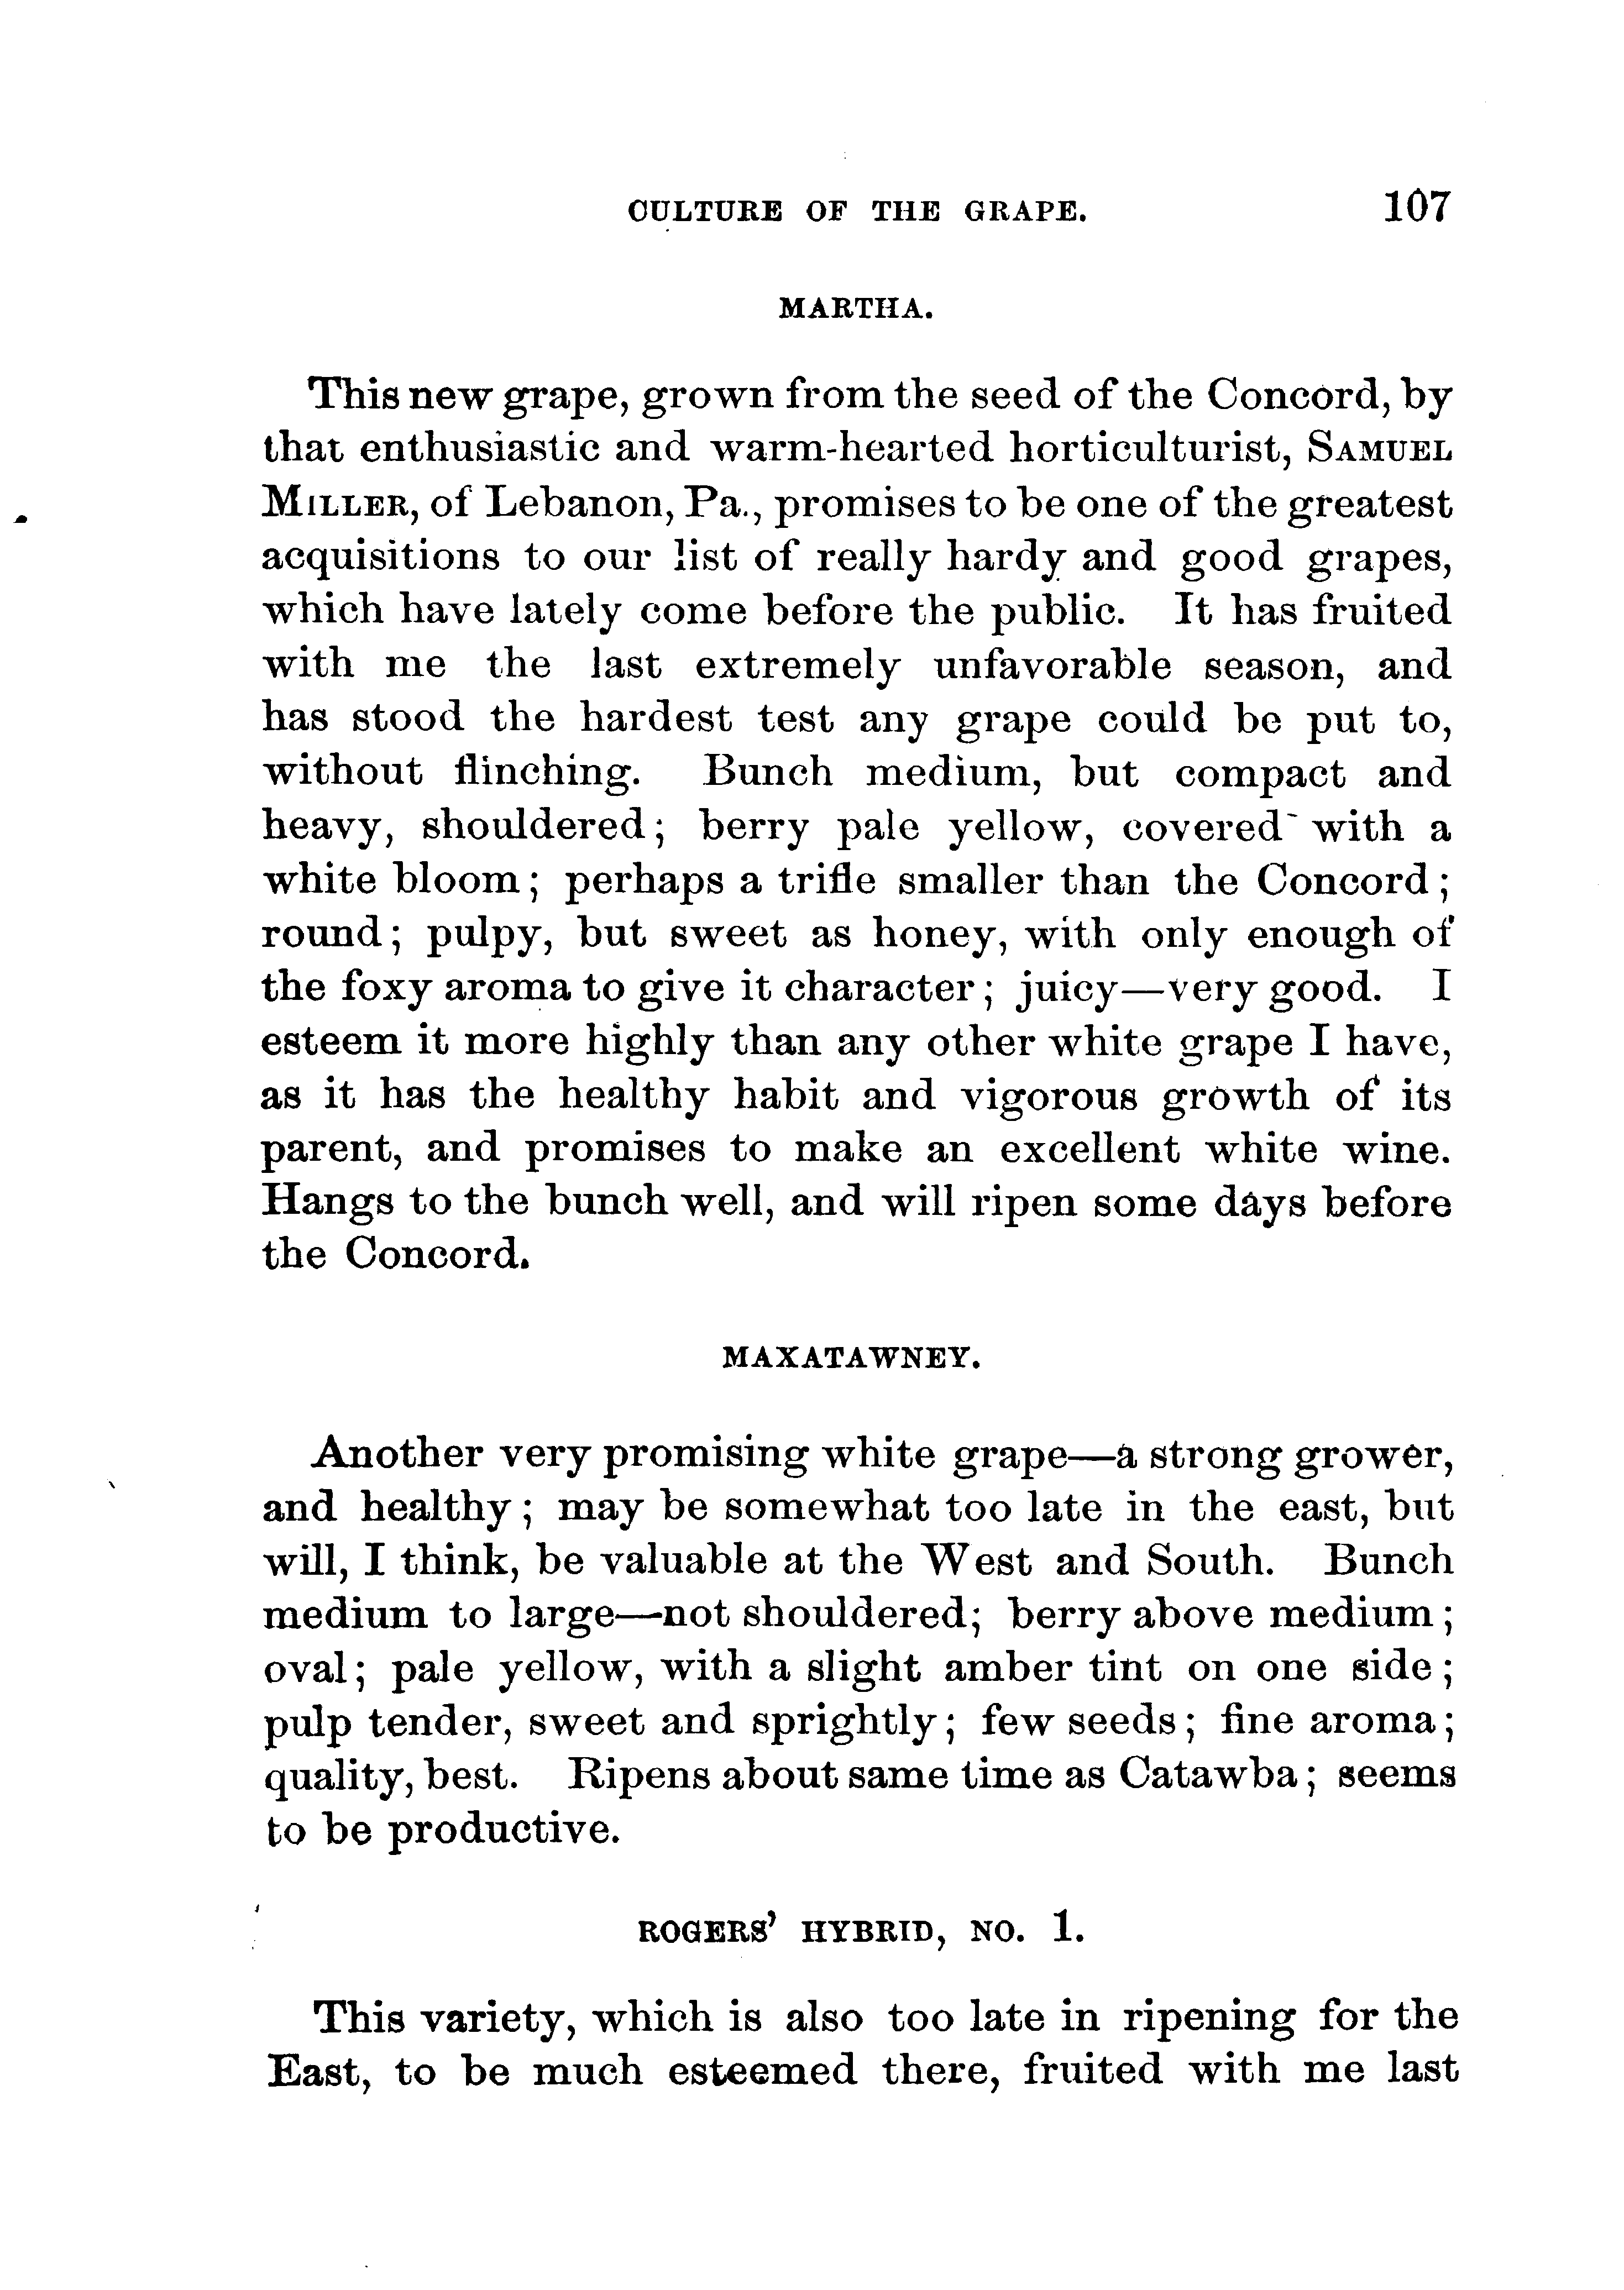 CULTURE OF THE GRAPE. 107
MARTHA.
This new grape, grown from the seed of the Concord, by
that enthusiastic and warm-hearted horticulturist, SAMUEL
MILLER, of Lebanon, Pa., promises to be one of the greatest
acquisitions to our list of really hardy and good grapes,
which have lately come before the public. It has fruited
with me the last extremely unfavorable season, and
has stood the hardest test any grape could be put to,
without flinching. Bunch medium, but compact and
heavy, shouldered; berry pale yellow, covered with a
white bloom; perhaps a trifle smaller than the Concord;
round; pulpy, but sweet as honey, with only enough of
the foxy aroma to give it character; juicy—very good. I
esteem it more highly than any other white grape I have,
as it has the healthy habit and vigorous growth of its
parent, and promises to make an excellent white wine.
Hangs to the bunch well, and will ripen some days before
the Concord.
MAXATAWNEY.
Another very promising white grape—a strong grower,
and healthy; may be somewhat too late in the east, but
will, I think, be valuable at the West and South. Bunch
medium to large—not shouldered; berry above medium;
oval; pale yellow, with a slight amber tint on one side;
pulp tender, sweet and sprightly; few seeds; fine aroma;
quality, best. Ripens about same time as Catawba; seems
to be productive.
ROGERS' HYBRID, NO. 1.
This variety, which is also too late in ripening for the
East, to be much esteemed there, fruited with me last